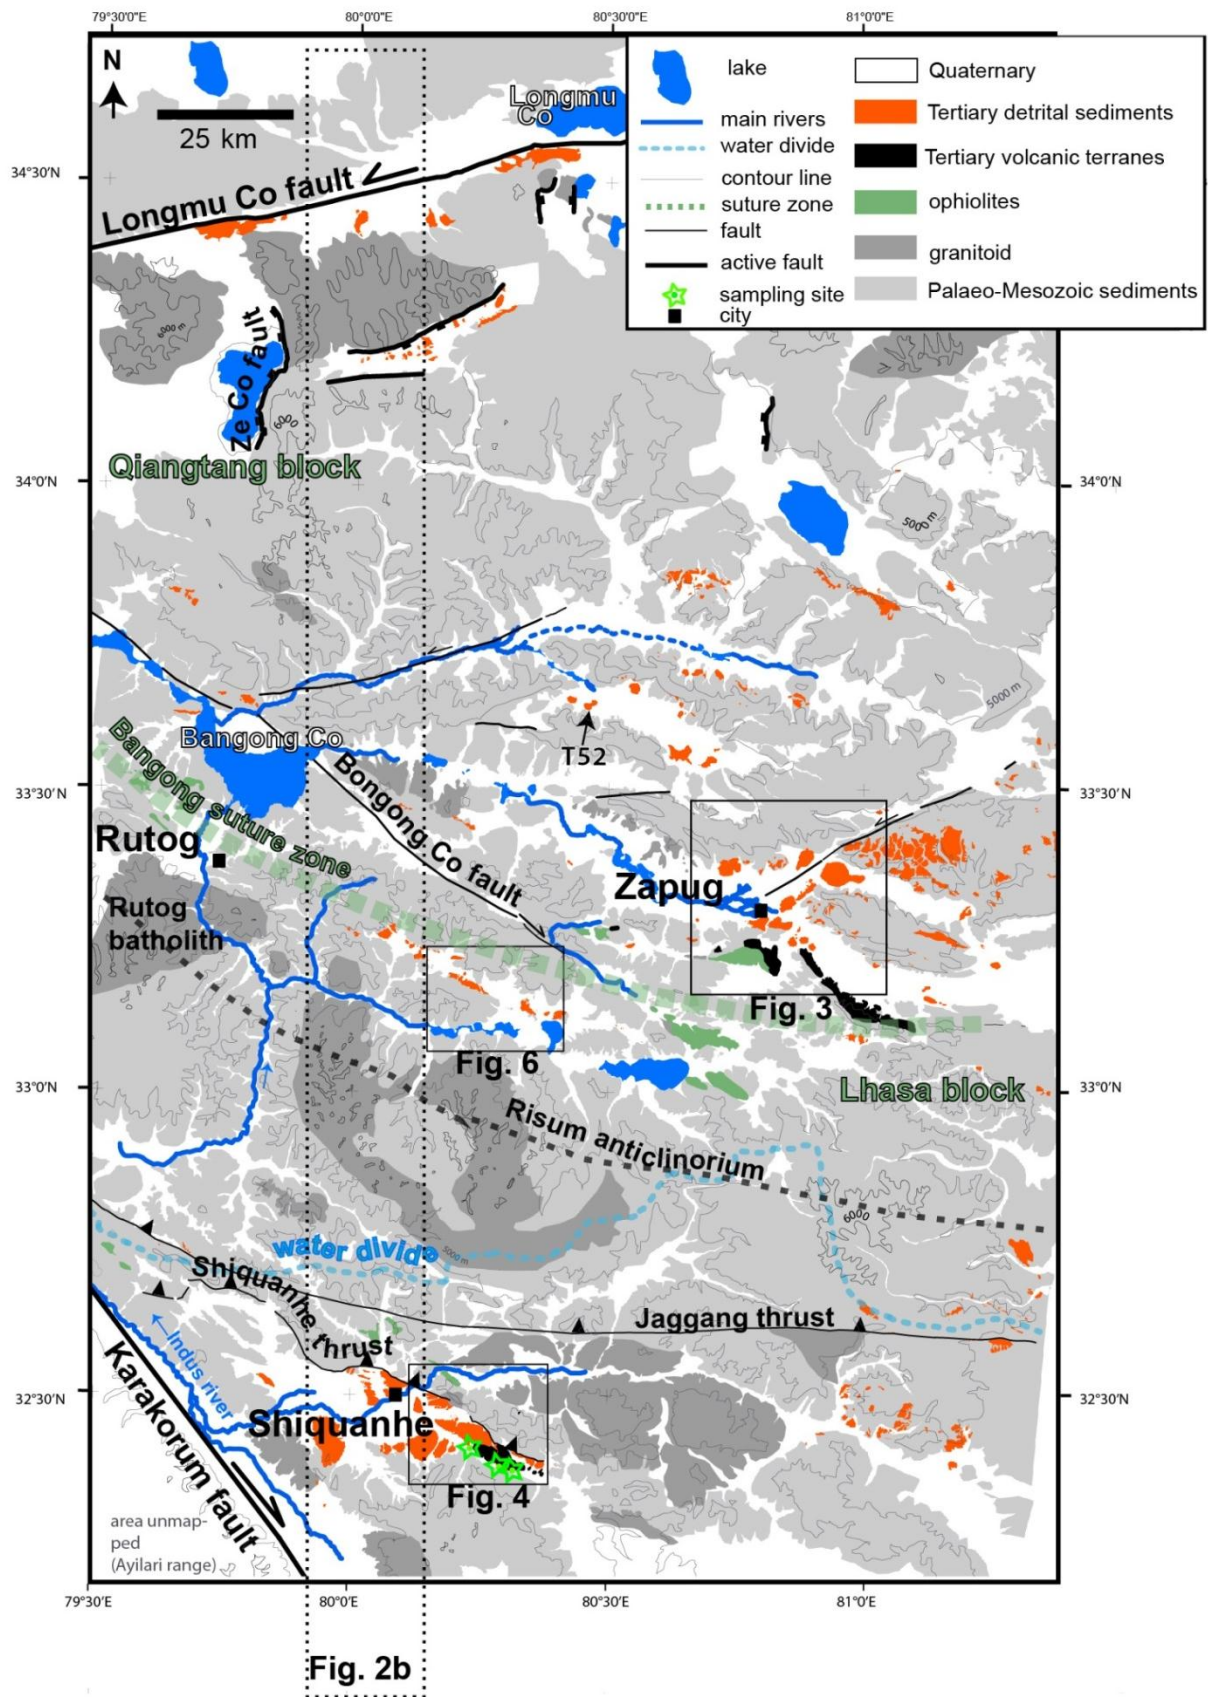 79°30'0"E
80°0'0"E
80°30'0"E
81°0'0"E
N
25 km
Longmu
Co
lake
main rivers
water divide
contour line
suture zone
fault
active fault
sampling site
city
Quaternary
Tertiary detrital sediments
Tertiary volcanic terranes
ophiolites
granitoid
Palaeo-Mesozoic sediments
34°30'N
Longmu Co fault
6000 m
Ze Co fault
6000
Qiangtang block
34°0'N
34°0'N
5000 m
5000 m
Bangong Co
T52
33°30'N
33°30'N
Bangong suture zone
Bongong Co fault
Rutog
Zapug
Rutog
batholith
Fig. 3
Fig. 6
33°0'N
33°0'N
Lhasa block
Risum anticlinorium
6000
water divide
5000 m
Shiquanhe thrust
Jaggang thrust
Indus river
Karakorum fault
32°30'N
32°30'N
Shiquanhe
Fig. 4
area unmap-
ped
(Ayilari range)
79°30'E
80°0'0"E
80°30'0"E
81°0'E
Fig. 2b